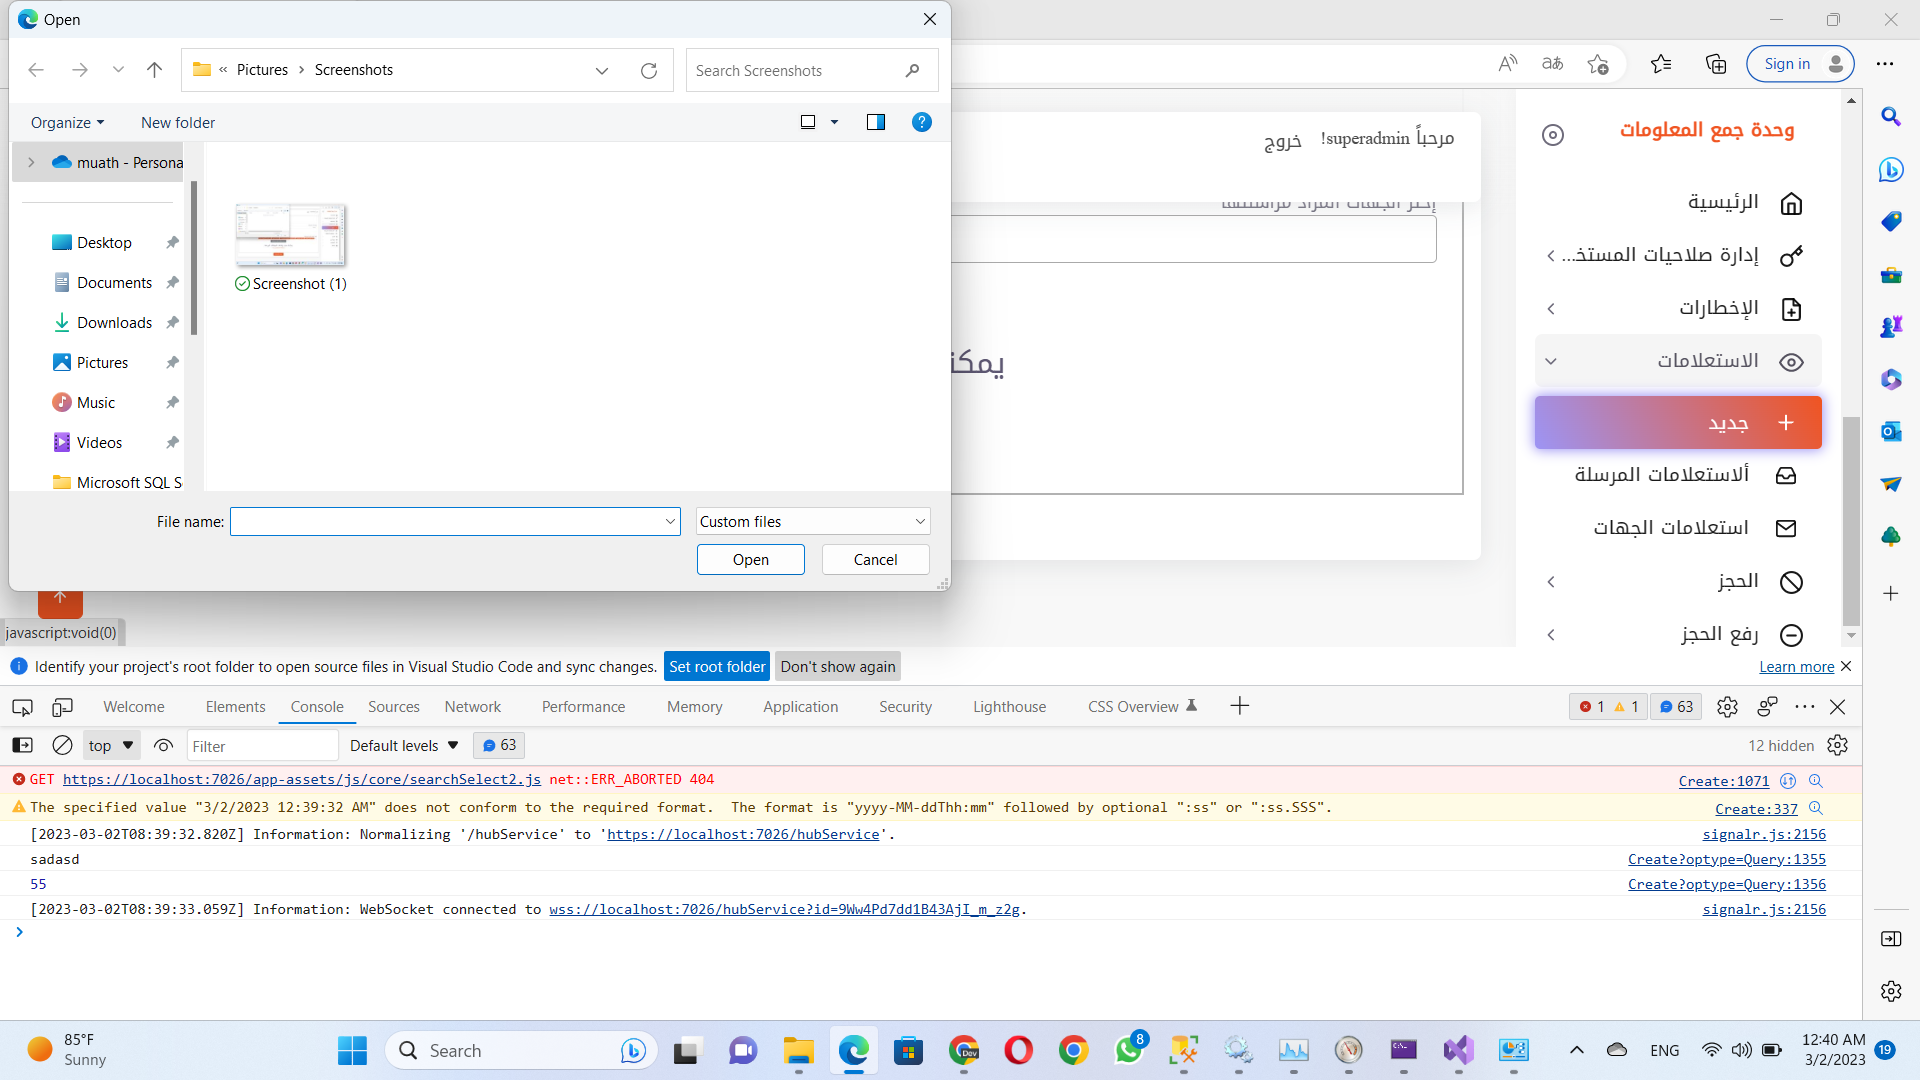 Open
« Pictures › Screenshots
Search Screenshots
Organize
New folder
muath - Persona
Desktop
Documents
Downloads
Pictures
Music
Videos
Microsoft SQL S
Screenshot (1)
File name:
Custom files
Open
Cancel
Sign in
مرحباً superadmin!
خروج
إختر الجهات المراد مراسلتها
وحدة جمع المعلومات
الرئيسية
إدارة صلاحيات المستخد...
الإخطارات
الاستعلامات
جديد
ألاستعلامات المرسلة
استعلامات الجهات
الحجز
رفع الحجز
javascript:void(0)
Identify your project's root folder to open source files in Visual Studio Code and sync changes.
Set root folder
Don't show again
Learn more
Welcome
Elements
Console
Sources
Network
Performance
Memory
Application
Security
Lighthouse
CSS Overview
1
1
63
top
Filter
Default levels
63
12 hidden
GET https://localhost:7026/app-assets/js/core/searchSelect2.js net::ERR_ABORTED 404
Create:1071
The specified value "3/2/2023 12:39:32 AM" does not conform to the required format.  The format is "yyyy-MM-ddThh:mm" followed by optional ":ss" or ":ss.SSS".
Create:337
[2023-03-02T08:39:32.820Z] Information: Normalizing '/hubService' to 'https://localhost:7026/hubService'.
signalr.js:2156
sadasd
Create?optype=Query:1355
55
Create?optype=Query:1356
[2023-03-02T08:39:33.059Z] Information: WebSocket connected to wss://localhost:7026/hubService?id=9Ww4Pd7dd1B43AjI_m_z2g.
signalr.js:2156
85°F
Sunny
Search
Dev
8
ENG
12:40 AM
3/2/2023
19